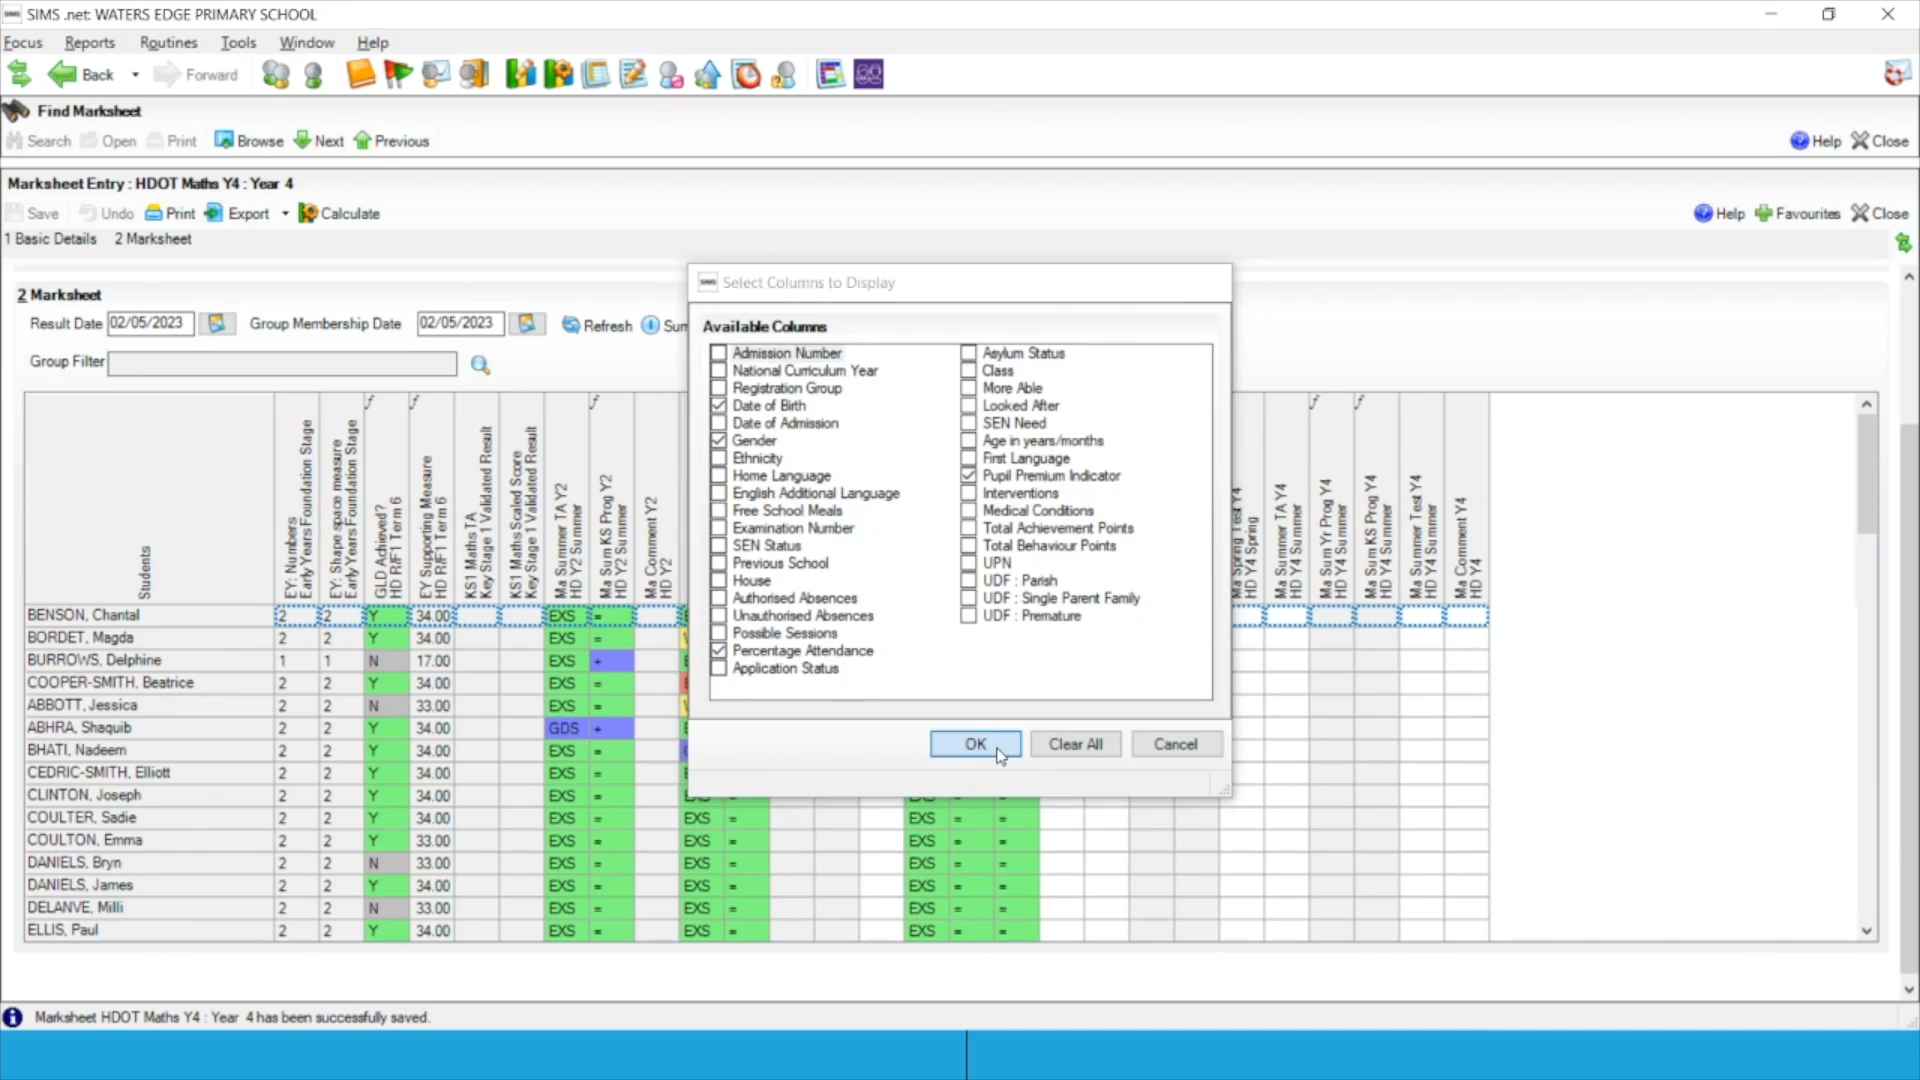 SIMS .net: WATERS EDGE PRIMARY SCHOOL
Focus Reports Routines Tools Window Help
Back Forward
Find Marksheet
Search Open Print Browse Next Previous Help Close
Marksheet Entry : HDOT Maths Y4 : Year 4
Save Undo Print Export Calculate Help Favourites Close
1 Basic Details 2 Marksheet
2 Marksheet
Result Date 02/05/2023 Group Membership Date 02/05/2023 Refresh Sum
Group Filter
Students
EY: Numbers
Early Years Foundation Stage
EY: Shape space measure
Early Years Foundation Stage
GLD Achieved?
HD R/F1 Term 6
EY Supporting Measure
HD R/F1 Term 6
KS1 Maths TA
Key Stage 1 Validated Result
KS1 Maths Scaled Score
Key Stage 1 Validated Result
Ma Summer TA Y2
HD Y2 Summer
Ma Sum KS Prog Y2
HD Y2 Summer
Ma Comment Y2
HD Y2
Ma Spring Test Y4
HD Y4 Spring
Ma Summer TA Y4
HD Y4 Summer
Ma Sum Yr Prog Y4
HD Y4 Summer
Ma Sum KS Prog Y4
HD Y4 Summer
Ma Summer Test Y4
HD Y4 Summer
Ma Comment Y4
HD Y4
BENSON, Chantal 2 2 Y 34.00 EXS =
BORDET, Magda 2 2 Y 34.00 EXS =
BURROWS, Delphine 1 1 N 17.00 EXS +
COOPER-SMITH, Beatrice 2 2 Y 34.00 EXS =
ABBOTT, Jessica 2 2 N 33.00 EXS =
ABHRA, Shaquib 2 2 Y 34.00 GDS +
BHATI, Nadeem 2 2 Y 34.00 EXS =
CEDRIC-SMITH, Elliott 2 2 Y 34.00 EXS =
CLINTON, Joseph 2 2 Y 34.00 EXS = EXS = EXS = =
COULTER, Sadie 2 2 Y 34.00 EXS = EXS = EXS = =
COULTON, Emma 2 2 Y 33.00 EXS = EXS = EXS = =
DANIELS, Bryn 2 2 N 33.00 EXS = EXS = EXS = =
DANIELS, James 2 2 Y 34.00 EXS = EXS = EXS = =
DELANVE, Milli 2 2 N 33.00 EXS = EXS = EXS = =
ELLIS, Paul 2 2 Y 34.00 EXS = EXS = EXS = =
Select Columns to Display
Available Columns
Admission Number
National Curriculum Year
Registration Group
Date of Birth
Date of Admission
Gender
Ethnicity
Home Language
English Additional Language
Free School Meals
Examination Number
SEN Status
Previous School
House
Authorised Absences
Unauthorised Absences
Possible Sessions
Percentage Attendance
Application Status
Asylum Status
Class
More Able
Looked After
SEN Need
Age in years/months
First Language
Pupil Premium Indicator
Interventions
Medical Conditions
Total Achievement Points
Total Behaviour Points
UPN
UDF : Parish
UDF : Single Parent Family
UDF : Premature
OK Clear All Cancel
Marksheet HDOT Maths Y4 : Year 4 has been successfully saved.